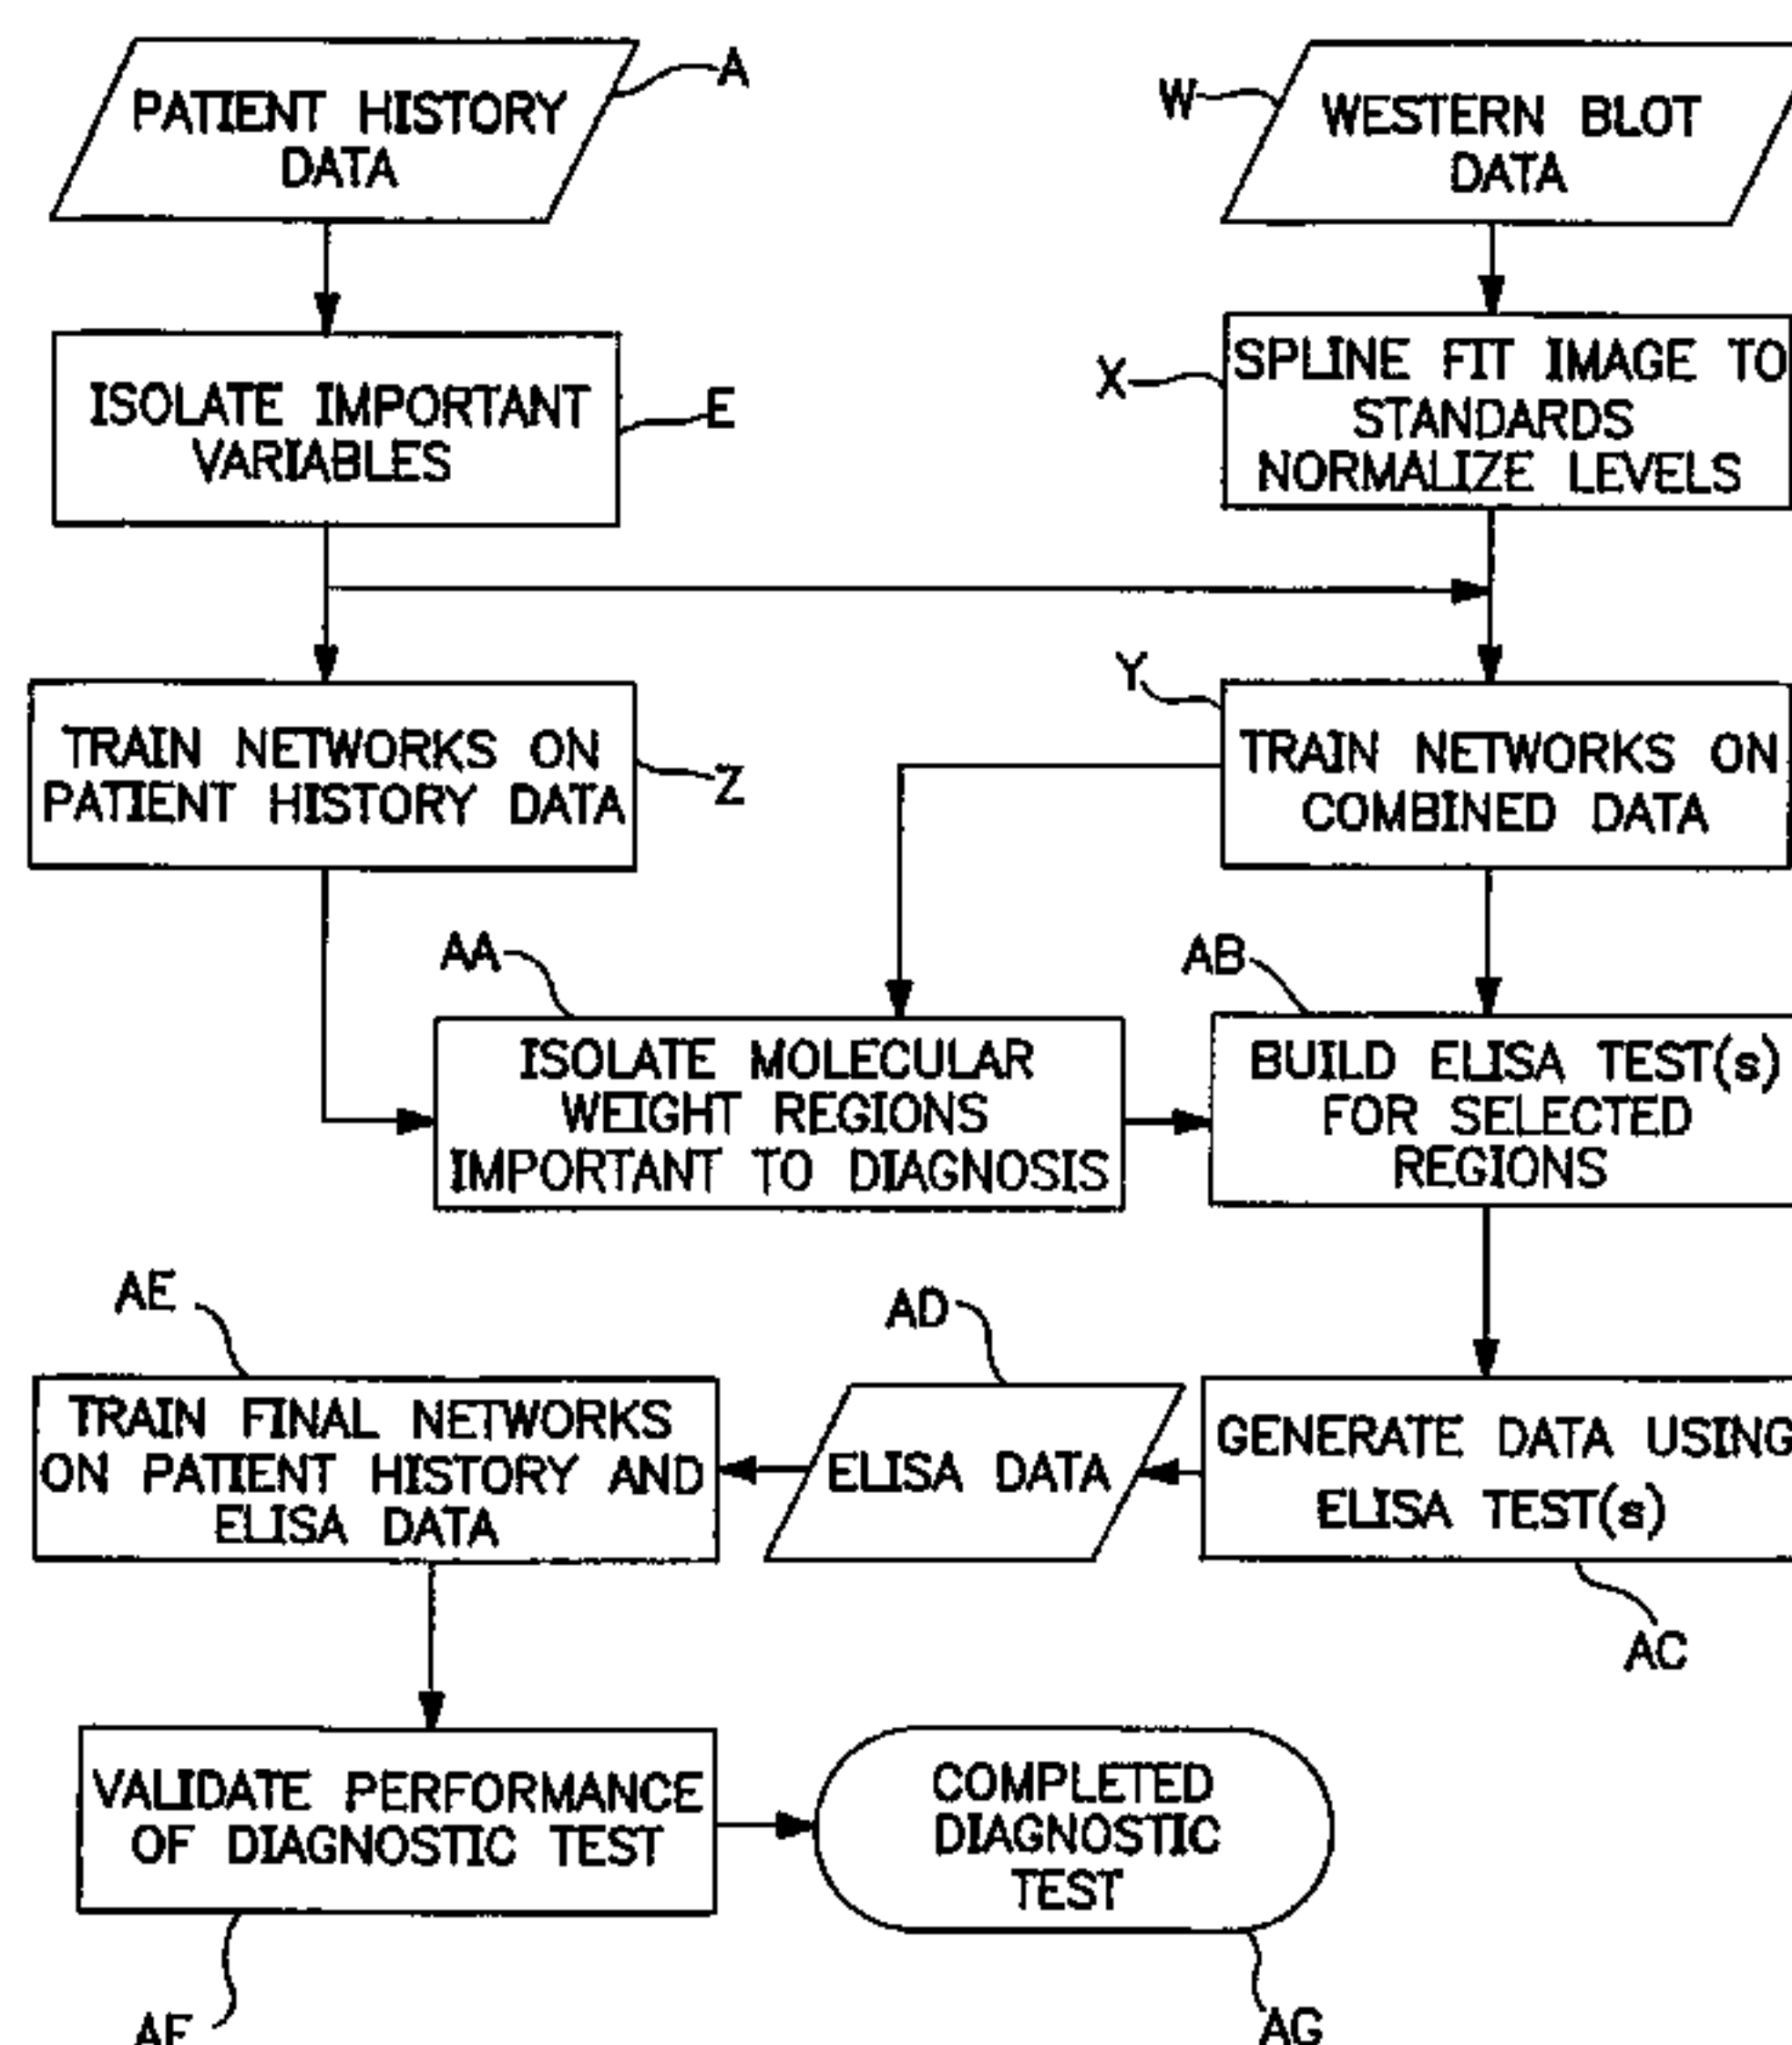 PATIENT HISTORY
DATA
A
W
WESTERN BLOT
DATA
ISOLATE IMPORTANT
VARIABLES
E
X
SPLINE FIT IMAGE TO
STANDARDS
NORMALIZE LEVELS
TRAIN NETWORKS ON
PATIENT HISTORY DATA
Z
Y
TRAIN NETWORKS ON
COMBINED DATA
AA
ISOLATE MOLECULAR
WEIGHT REGIONS
IMPORTANT TO DIAGNOSIS
AB
BUILD ELISA TEST(s)
FOR SELECTED
REGIONS
AE
TRAIN FINAL NETWORKS
ON PATIENT HISTORY AND
ELISA DATA
AD
ELISA DATA
GENERATE DATA USING
ELISA TEST(s)
AC
VALIDATE PERFORMANCE
OF DIAGNOSTIC TEST
AF
COMPLETED
DIAGNOSTIC
TEST
AG